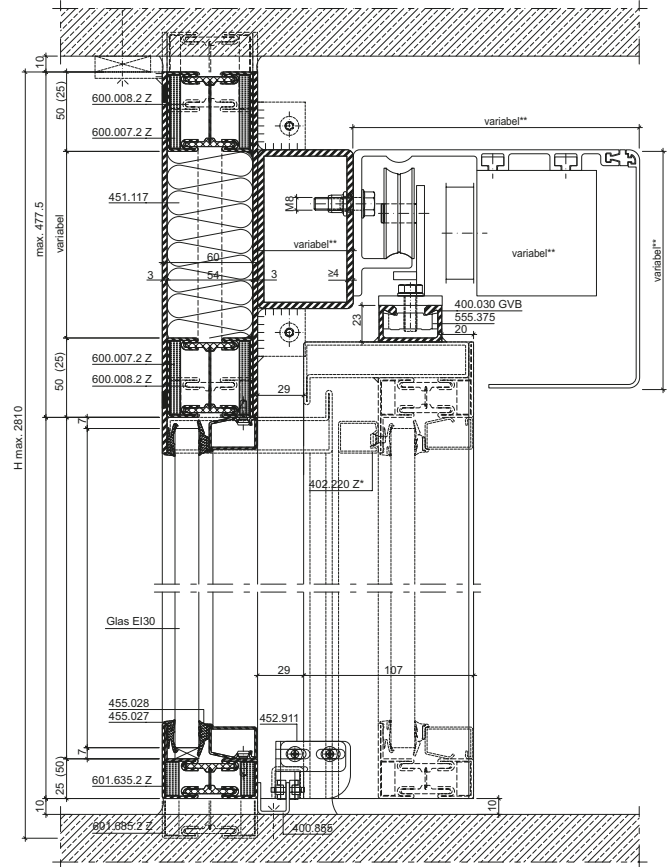 10
50 (25)
600.008.2 Z
600.007.2 Z
variabel**
max. 477.5
variabel
451.117
M8
variabel**
variabel**
variabel**
60
3
54
3
≥4
400.030 GVB
555.375
23
20
600.007.2 Z
50 (25)
600.008.2 Z
29
7
H max. 2810
402.220 Z*
Glas EI30
29
107
455.028
452.911
455.027
7
25 (50)
601.635.2 Z
10
10
601.685.2 Z
400.885